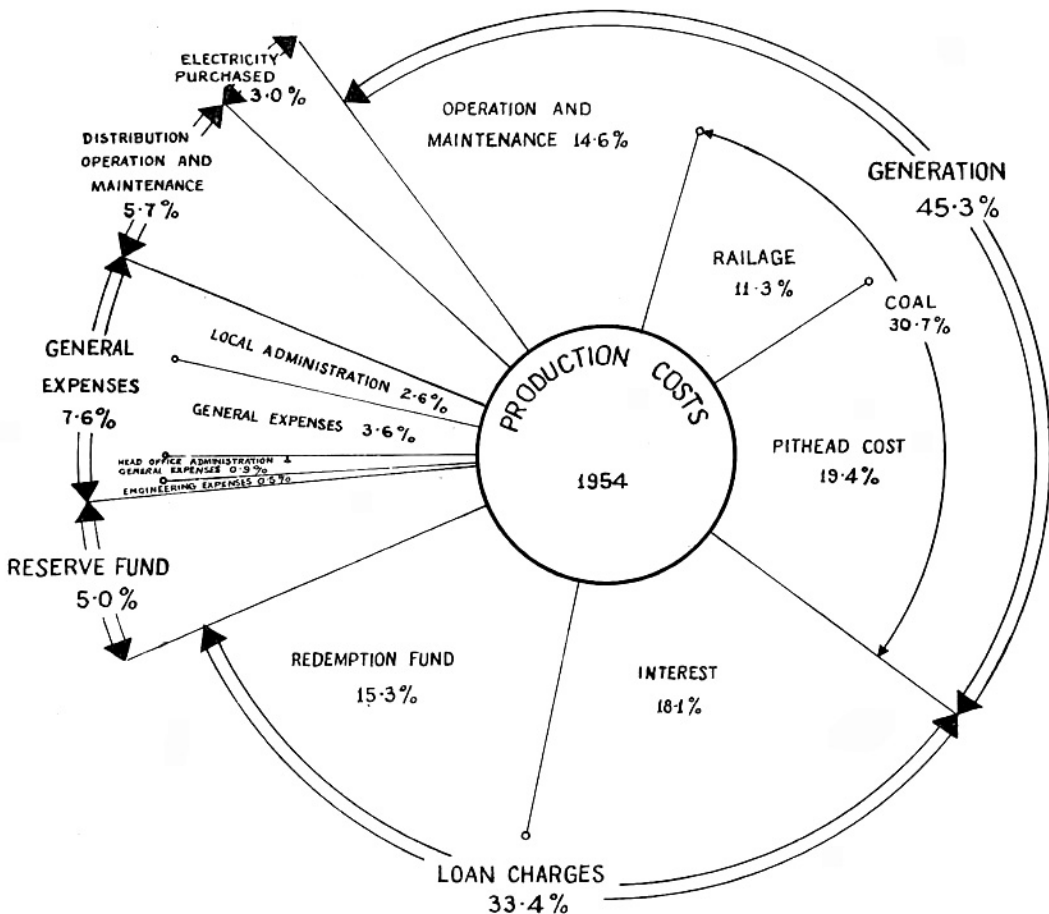 ELECTRICITY
PURCHASED
3·0%
DISTRIBUTION
OPERATION AND
MAINTENANCE
5·7%
OPERATION AND
MAINTENANCE 14·6%
GENERATION
45·3%
RAILAGE
11·3%
COAL
30·7%
PITHEAD COST
19·4%
GENERAL
EXPENSES
7·6%
LOCAL ADMINISTRATION 2·6%
GENERAL EXPENSES 3·6%
HEAD OFFICE ADMINISTRATION &
GENERAL EXPENSES 0·9%
ENGINEERING EXPENSES 0·5%
PRODUCTION COSTS
1954
RESERVE FUND
5·0%
REDEMPTION FUND
15·3%
INTEREST
18·1%
LOAN CHARGES
33·4%